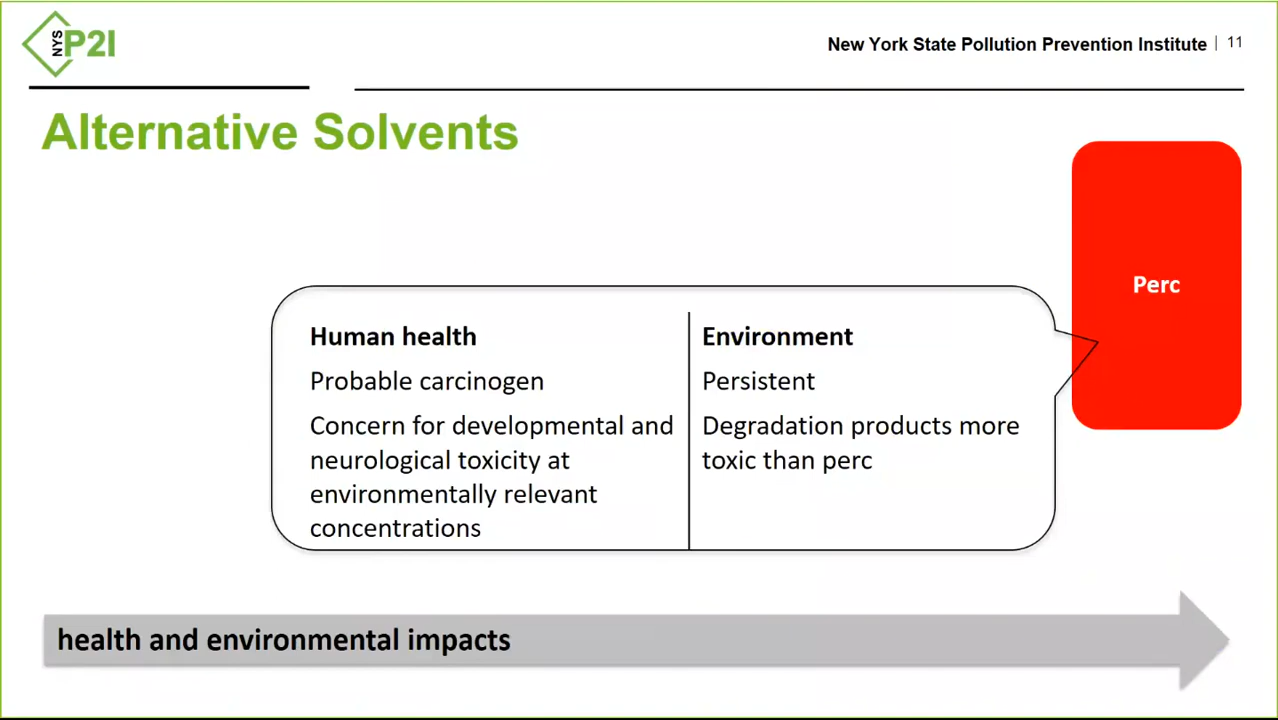 NYS P2I
New York State Pollution Prevention Institute | 11
Alternative Solvents
Perc
Human health
Probable carcinogen
Concern for developmental and
neurological toxicity at
environmentally relevant
concentrations
Environment
Persistent
Degradation products more
toxic than perc
health and environmental impacts